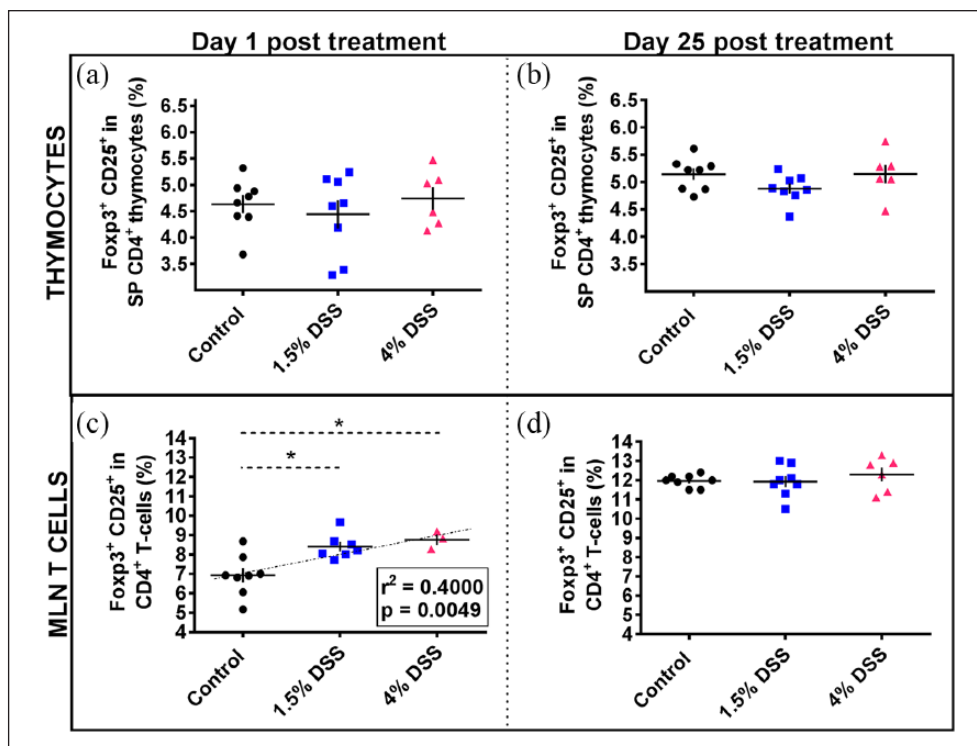 Day 1 post treatment
Day 25 post treatment
THYMOCYTES
(a)
Foxp3⁺ CD25⁺ in
SP CD4⁺ thymocytes (%)
6.5
6.0
5.5
5.0
4.5
4.0
3.5
Control
1.5% DSS
4% DSS
(b)
Foxp3⁺ CD25⁺ in
SP CD4⁺ thymocytes (%)
6.5
6.0
5.5
5.0
4.5
4.0
3.5
Control
1.5% DSS
4% DSS
MLN T CELLS
(c)
Foxp3⁺ CD25⁺ in
CD4⁺ T-cells (%)
14
13
12
11
10
9
8
7
6
5
4
*
*
r² = 0.4000
p = 0.0049
Control
1.5% DSS
4% DSS
(d)
Foxp3⁺ CD25⁺ in
CD4⁺ T-cells (%)
14
13
12
11
10
9
8
7
6
5
4
Control
1.5% DSS
4% DSS